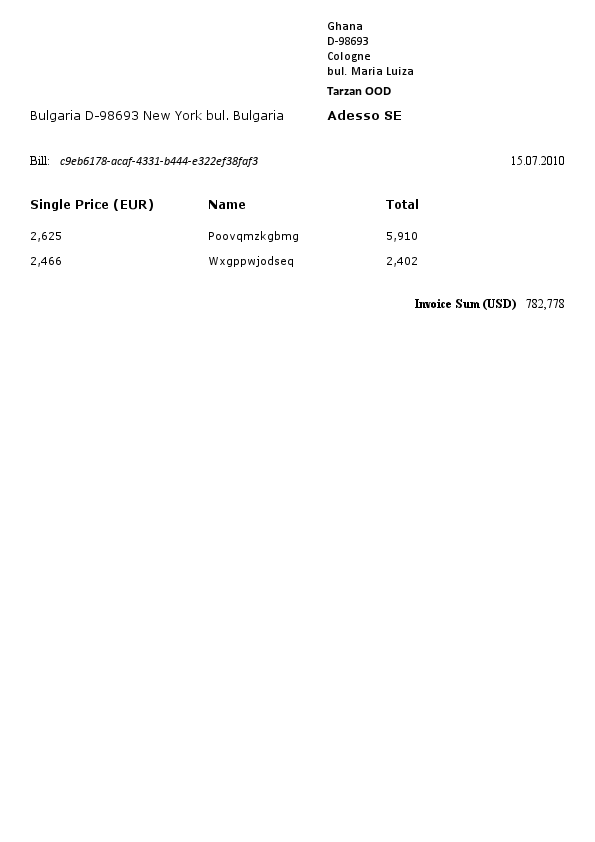 Ghana
D-98693
Cologne
bul. Maria Luiza
Tarzan OOD
Bulgaria D-98693 New York bul. Bulgaria Adesso SE
Bill: c9eb6178-acaf-4331-b444-e322ef38faf3 15.07.2010
Single Price (EUR) Name Total
2,625 Poovqmzkgbmg 5,910
2,466 Wxgppwjodseq 2,402
Invoice Sum (USD) 782,778